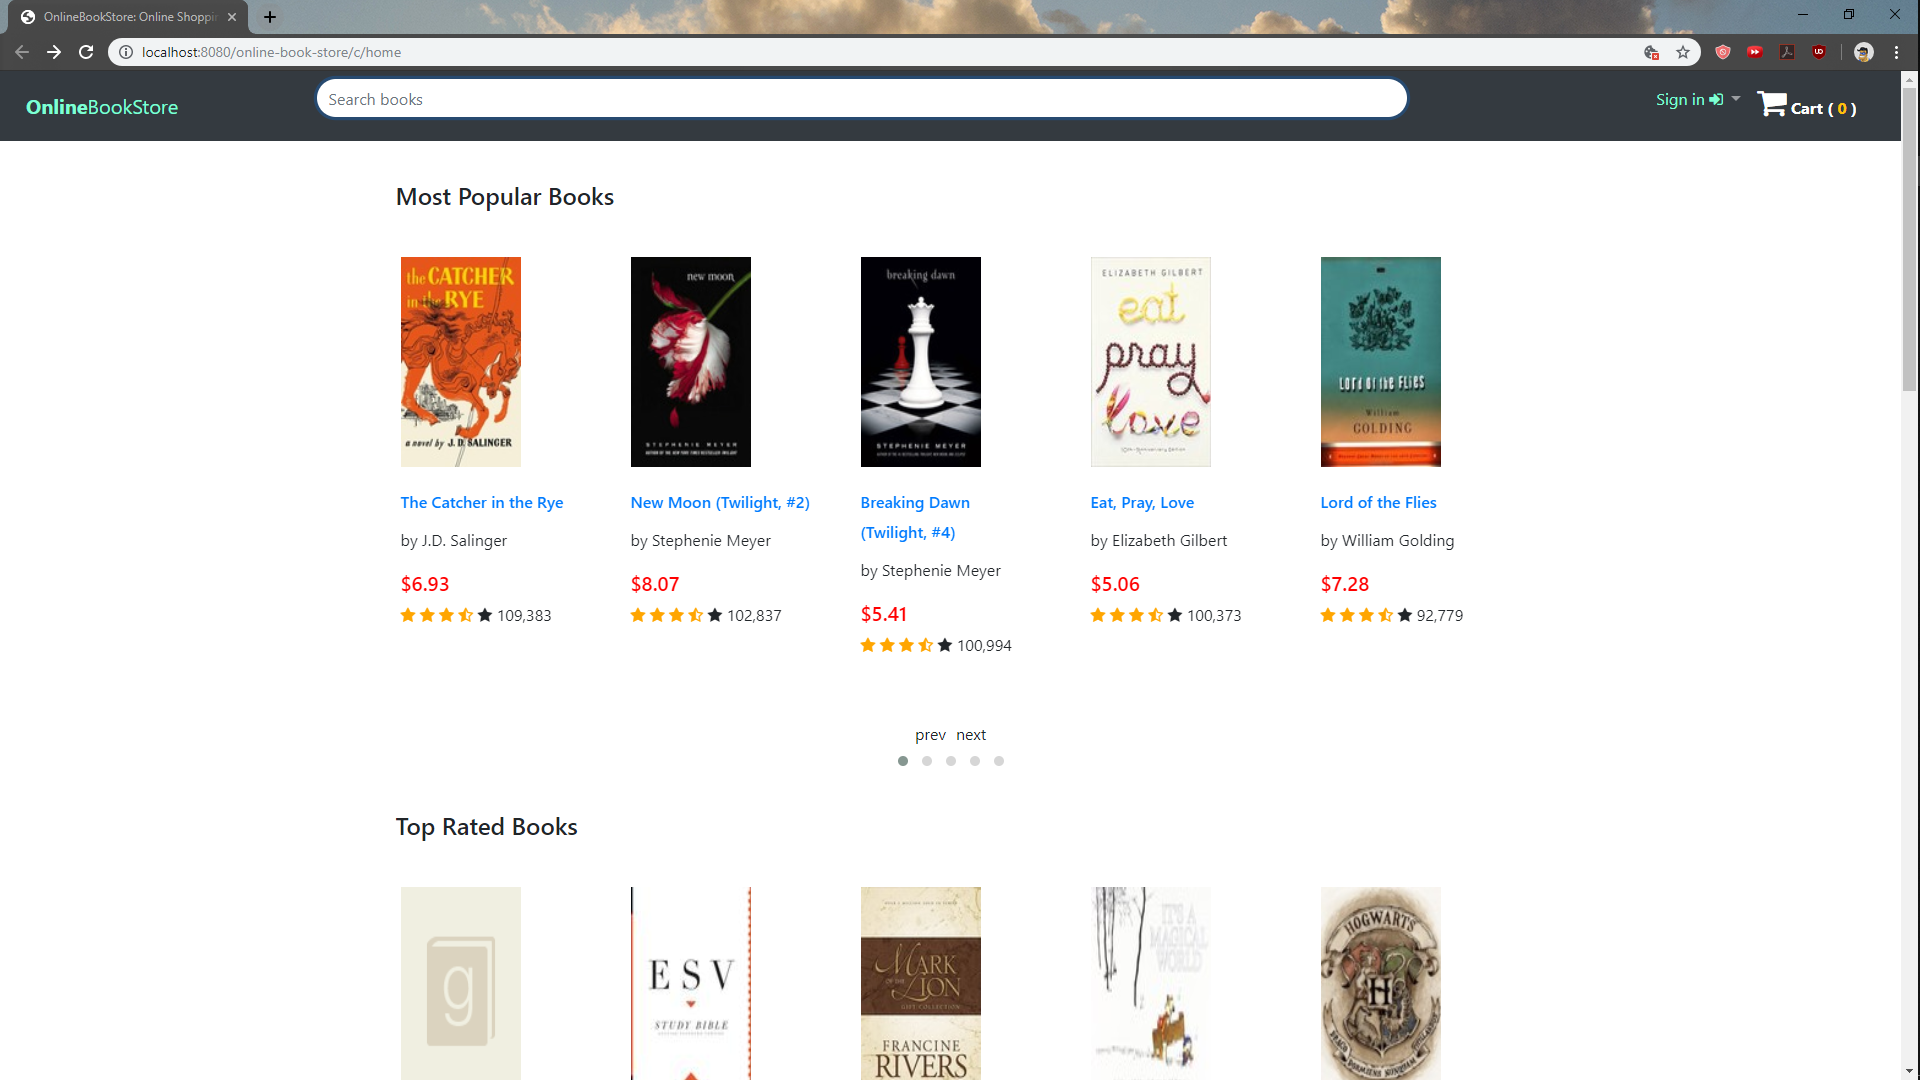 OnlineBookStore: Online Shoppin
localhost:8080/online-book-store/c/home
OnlineBookStore
Search books
Sign in
Cart ( 0 )
Most Popular Books
the CATCHER
in the RYE
a novel by J. D. SALINGER
new moon
STEPHENIE MEYER
breaking dawn
STEPHENIE MEYER
ELIZABETH GILBERT
eat
pray
love
LORD OF THE FLIES
William
GOLDING
The Catcher in the Rye
by J.D. Salinger
$6.93
109,383
New Moon (Twilight, #2)
by Stephenie Meyer
$8.07
102,837
Breaking Dawn
(Twilight, #4)
by Stephenie Meyer
$5.41
100,994
Eat, Pray, Love
by Elizabeth Gilbert
$5.06
100,373
Lord of the Flies
by William Golding
$7.28
92,779
prev next
Top Rated Books
g
ESV
STUDY BIBLE
MARK
OF THE
LION
GIFT COLLECTION
FRANCINE
RIVERS
IT'S A
MAGICAL
WORLD
HOGWARTS
H